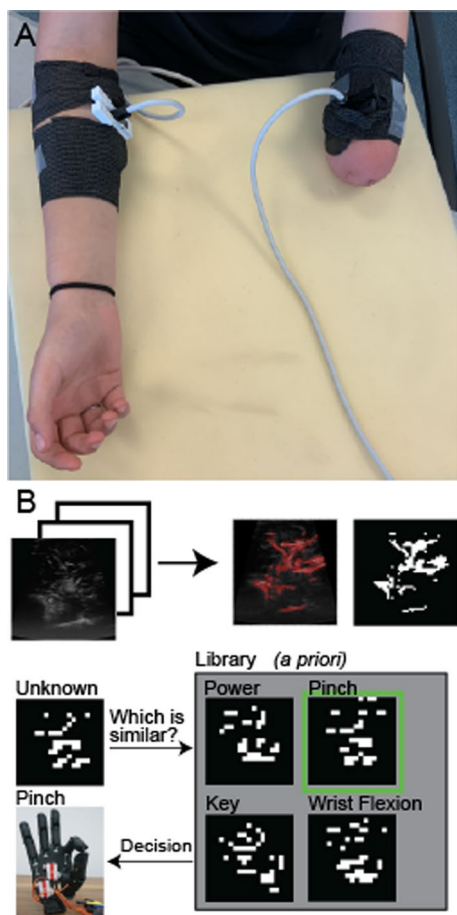 A
B
Library (a priori)
Unknown
Power Pinch
Which is
similar?
Pinch
Key Wrist Flexion
Decision